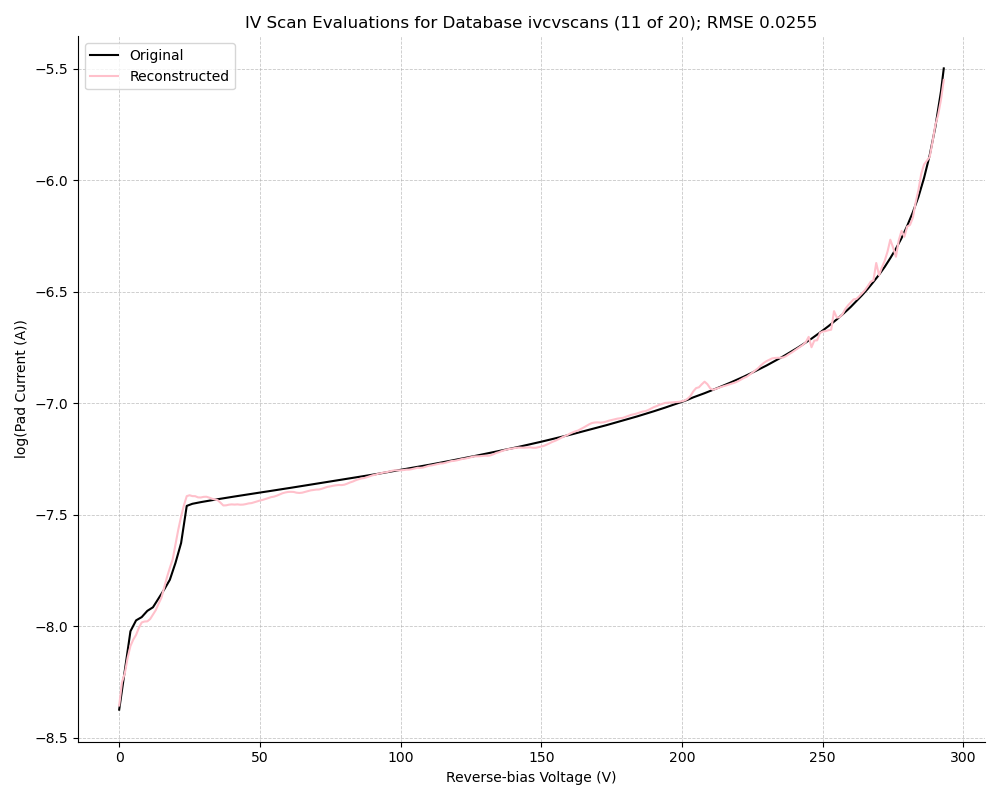 IV Scan Evaluations for Database ivcvscans (11 of 20); RMSE 0.0255
Original
Reconstructed
log(Pad Current (A))
−5.5
−6.0
−6.5
−7.0
−7.5
−8.0
−8.5
0
50
100
150
200
250
300
Reverse-bias Voltage (V)